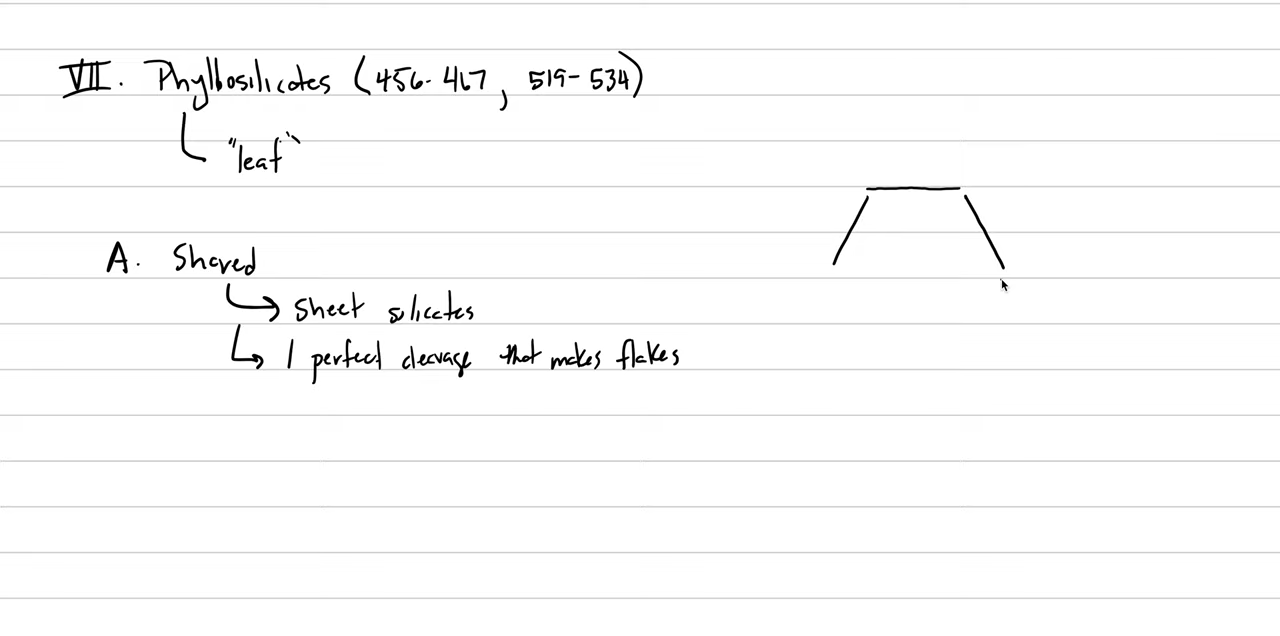 VII. Phyllosilicates (456-467, 519-534)
"leaf"
A. Shared
sheet silicates
1 perfect cleavage that makes flakes